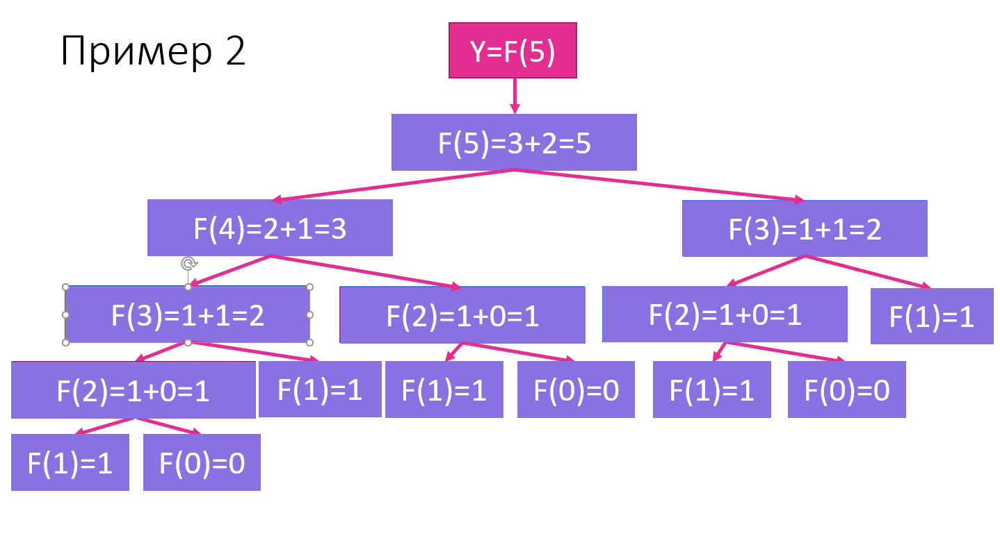 Пример 2
Y=F(5)
F(5)=3+2=5
F(4)=2+1=3
F(3)=1+1=2
F(3)=1+1=2
F(2)=1+0=1
F(2)=1+0=1
F(1)=1
F(2)=1+0=1
F(1)=1
F(1)=1
F(0)=0
F(1)=1
F(0)=0
F(1)=1
F(0)=0